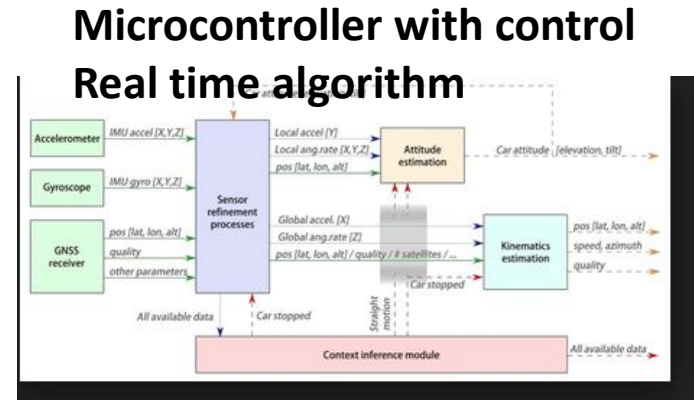 Microcontroller with control
Real time algorithm
Accelerometer
IMU accel [X,Y,Z]
Gyroscope
IMU gyro [X,Y,Z]
GNSS
receiver
pos [lat, lon, alt]
quality
other parameters
Sensor
refinement
processes
Local accel [Y]
Local ang.rate [X,Y,Z]
pos [lat, lon, alt]
Attitude
estimation
Car attitude [elevation, tilt]
Global accel. [X]
Global ang.rate [Z]
pos [lat, lon, alt] / quality / # satellites / ...
Car stopped
Kinematics
estimation
pos [lat, lon, alt]
speed, azimuth
quality
All available data
Car stopped
Straight
motion
Context inference module
All available data